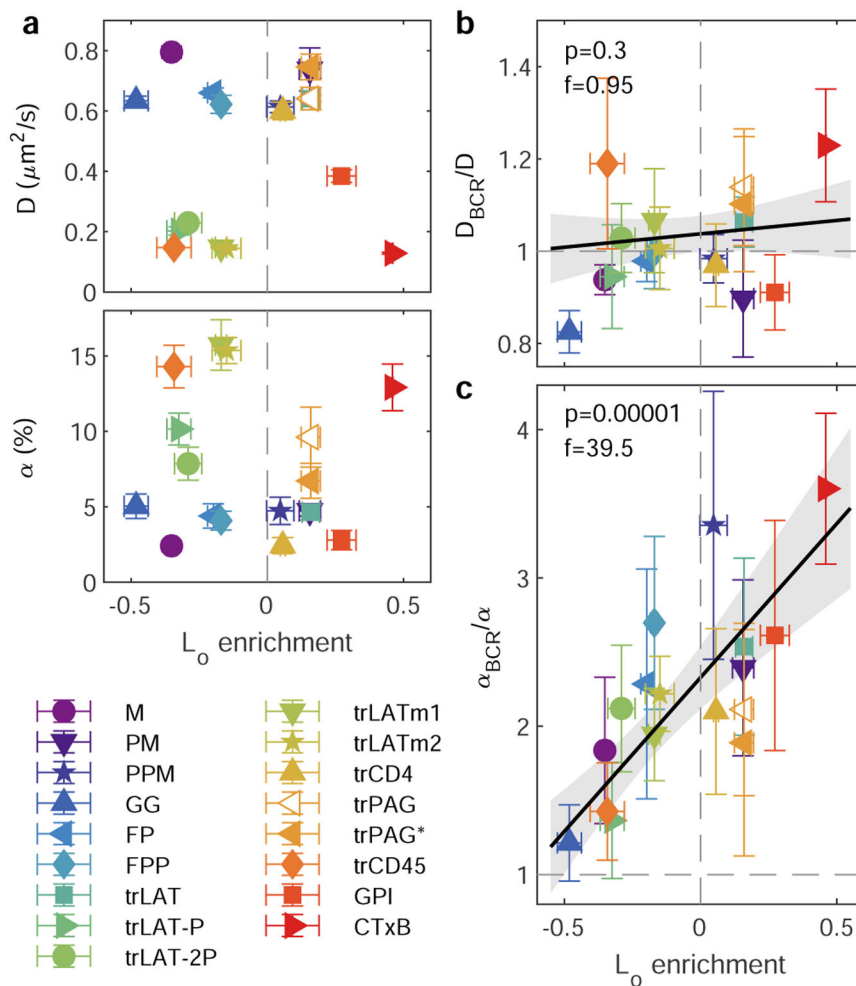 a
D (μm²/s)
0.8
0.6
0.4
0.2
0
α (%)
15
10
5
0
-0.5
0
0.5
Lₒ enrichment
b
p=0.3
f=0.95
D_BCR/D
1.4
1.2
1
0.8
c
p=0.00001
f=39.5
α_BCR/α
4
3
2
1
-0.5
0
0.5
Lₒ enrichment
M
PM
PPM
GG
FP
FPP
trLAT
trLAT-P
trLAT-2P
trLATm1
trLATm2
trCD4
trPAG
trPAG*
trCD45
GPI
CTxB